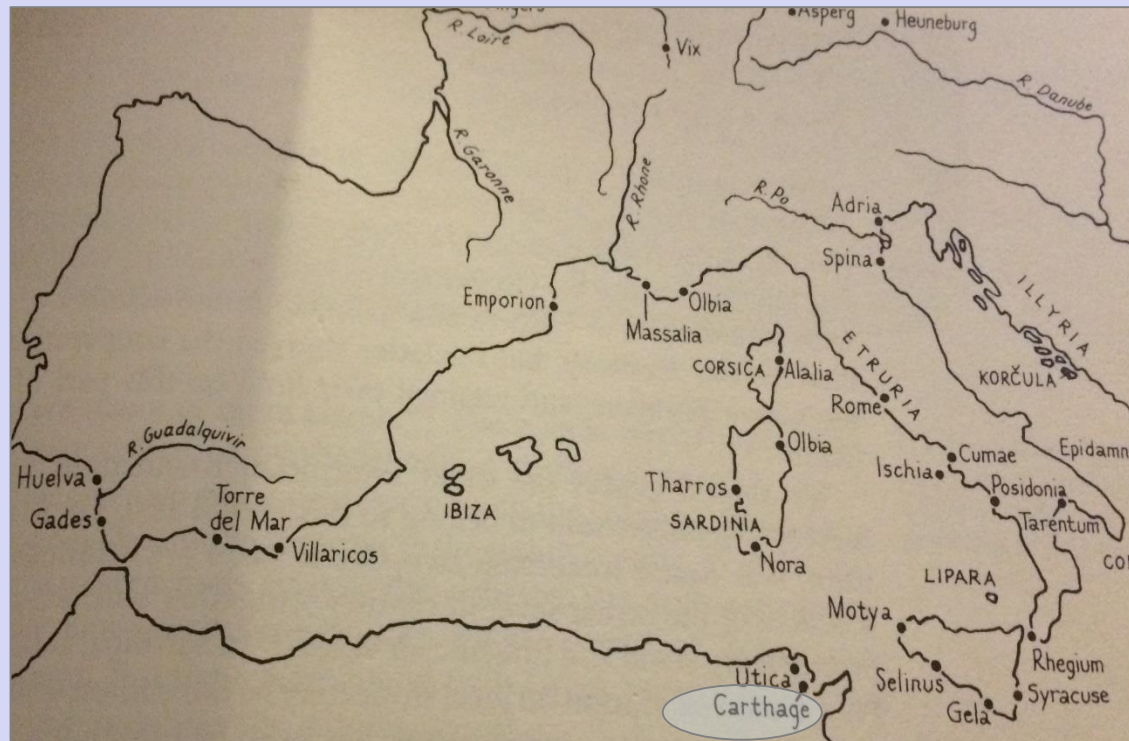 R. Loire
Vix
Asperg
Heuneburg
R. Danube
R. Garonne
R. Rhone
R. Po
Adria
Spina
ILLYRIA
Emporion
Massalia
Olbia
ETRURIA
CORSICA
Alalia
Rome
KORČULA
R. Guadalquivir
Huelva
Gades
Torre
del Mar
Villaricos
IBIZA
Tharros
Olbia
SARDINIA
Nora
Cumae
Ischia
Posidonia
Tarentum
Epidamn
LIPARA
Motya
Rhegium
Selinus
Syracuse
Gela
Utica
Carthage